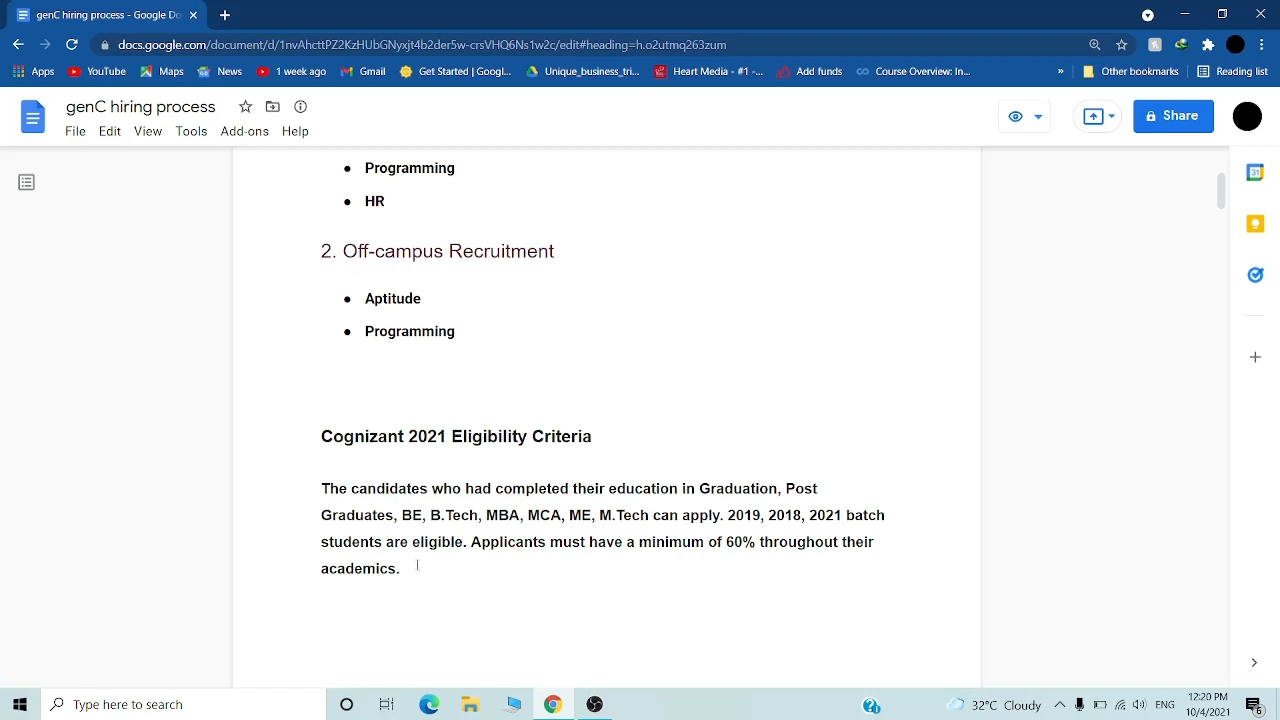 genC hiring process - Google Do
docs.google.com/document/d/1nvAhcttPZ2KzHUbGNyxjt4b2der5w-crsVHQ6Ns1w2c/edit#heading=h.o2utmq263zum
Apps YouTube Maps News 1 week ago Gmail Get Started | Googl... Unique_business_tri... Heart Media - #1 -... Add funds Course Overview: In... » Other bookmarks Reading list
genC hiring process
File Edit View Tools Add-ons Help
Share
31
• Programming
• HR
2. Off-campus Recruitment
• Aptitude
• Programming
Cognizant 2021 Eligibility Criteria
The candidates who had completed their education in Graduation, Post
Graduates, BE, B.Tech, MBA, MCA, ME, M.Tech can apply. 2019, 2018, 2021 batch
students are eligible. Applicants must have a minimum of 60% throughout their
academics.
Type here to search
32°C Cloudy
ENG
12:20 PM
10/4/2021
6